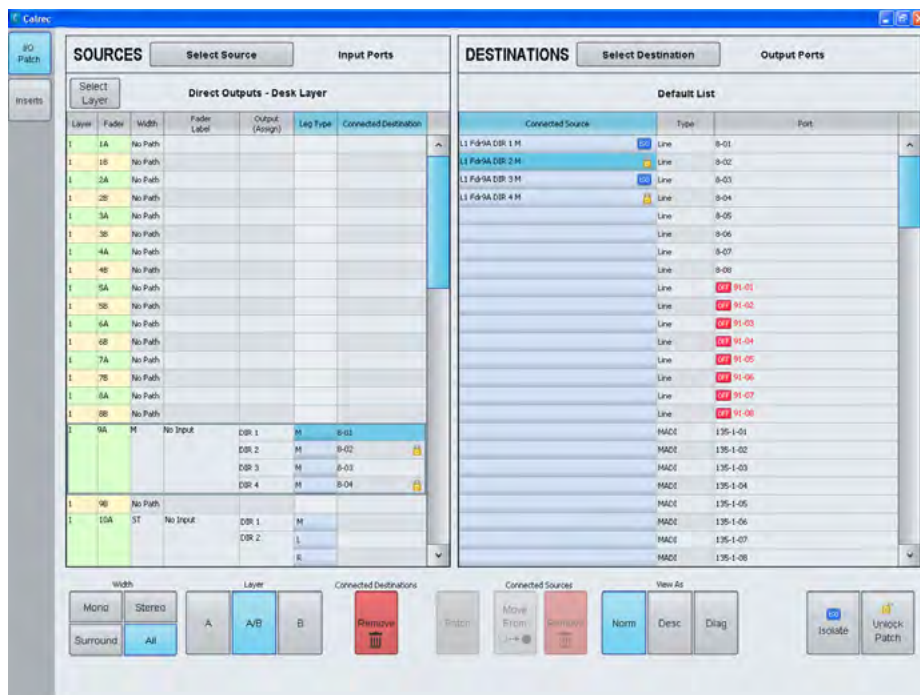 Calrec
I/O Patch
Inserts
SOURCES Select Source Input Ports
Select Layer Direct Outputs - Desk Layer
Layer Fader Width Fader Label Output (Assign) Leg Type Connected Destination
1 1A No Path
1 1B No Path
1 2A No Path
1 2B No Path
1 3A No Path
1 3B No Path
1 4A No Path
1 4B No Path
1 5A No Path
1 5B No Path
1 6A No Path
1 6B No Path
1 7A No Path
1 7B No Path
1 8A No Path
1 8B No Path
1 9A M No Input DIR 1 M 8-01
DIR 2 M 8-02
DIR 3 M 8-03
DIR 4 M 8-04
1 9B No Path
1 10A ST No Input DIR 1 M
DIR 2 L
R
DESTINATIONS Select Destination Output Ports
Default List
Connected Source Type Port
L1 Fdr9A DIR 1 M ISO Line 8-01
L1 Fdr9A DIR 2 M Line 8-02
L1 Fdr9A DIR 3 M ISO Line 8-03
L1 Fdr9A DIR 4 M Line 8-04
Line 8-05
Line 8-06
Line 8-07
Line 8-08
Line OFF 91-01
Line OFF 91-02
Line OFF 91-03
Line OFF 91-04
Line OFF 91-05
Line OFF 91-06
Line OFF 91-07
Line OFF 91-08
MADI 135-1-01
MADI 135-1-02
MADI 135-1-03
MADI 135-1-04
MADI 135-1-05
MADI 135-1-06
MADI 135-1-07
MADI 135-1-08
Width Layer Connected Destinations Connected Sources View As
Mono Stereo
Surround All
A A/B B
Remove
Patch
Move From
Remove
Norm Desc Diag
ISO Isolate
Unlock Patch